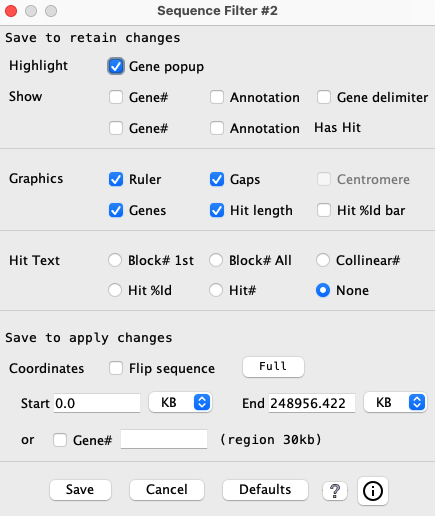 Sequence Filter #2
Save to retain changes
Highlight Gene popup
Show Gene# Annotation Gene delimiter
Gene# Annotation Has Hit
Graphics Ruler Gaps Centromere
Genes Hit length Hit %Id bar
Hit Text Block# 1st Block# All Collinear#
Hit %Id Hit# None
Save to apply changes
Coordinates Flip sequence Full
Start 0.0 KB End 248956.422 KB
or Gene# (region 30kb)
Save Cancel Defaults ? i